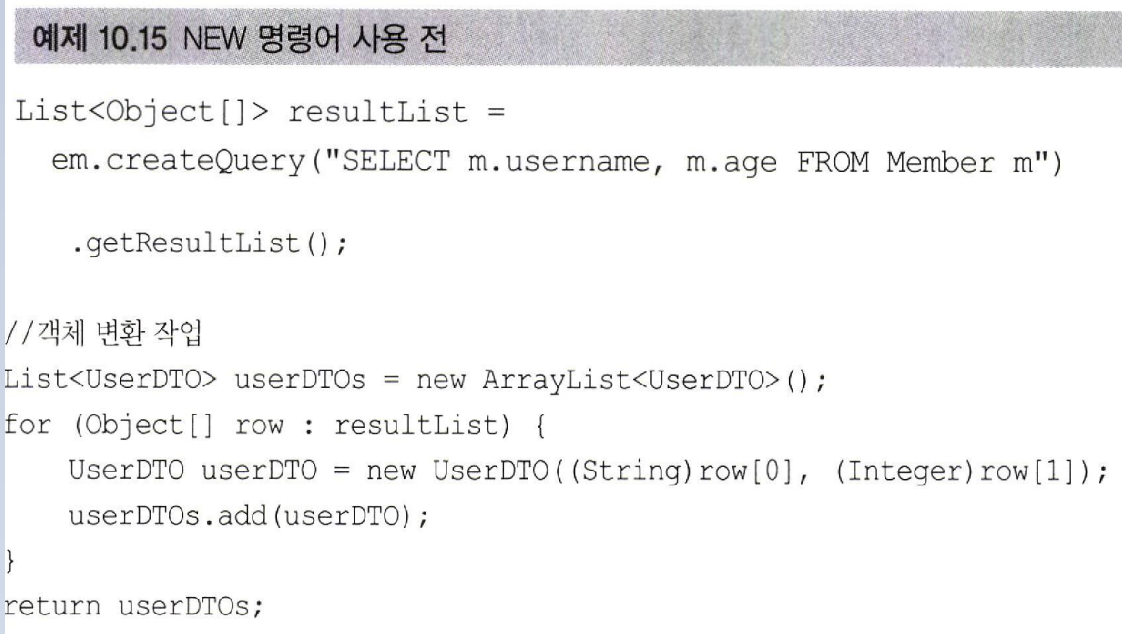 예제 10.15 NEW 명령어 사용 전
List<Object[]> resultList =
em.createQuery("SELECT m.username, m.age FROM Member m")
.getResultList();
//객체 변환 작업
List<UserDTO> userDTOs = new ArrayList<UserDTO>();
for (Object[] row : resultList) {
UserDTO userDTO = new UserDTO((String)row[0], (Integer)row[1]);
userDTOs.add(userDTO);
}
return userDTOs;